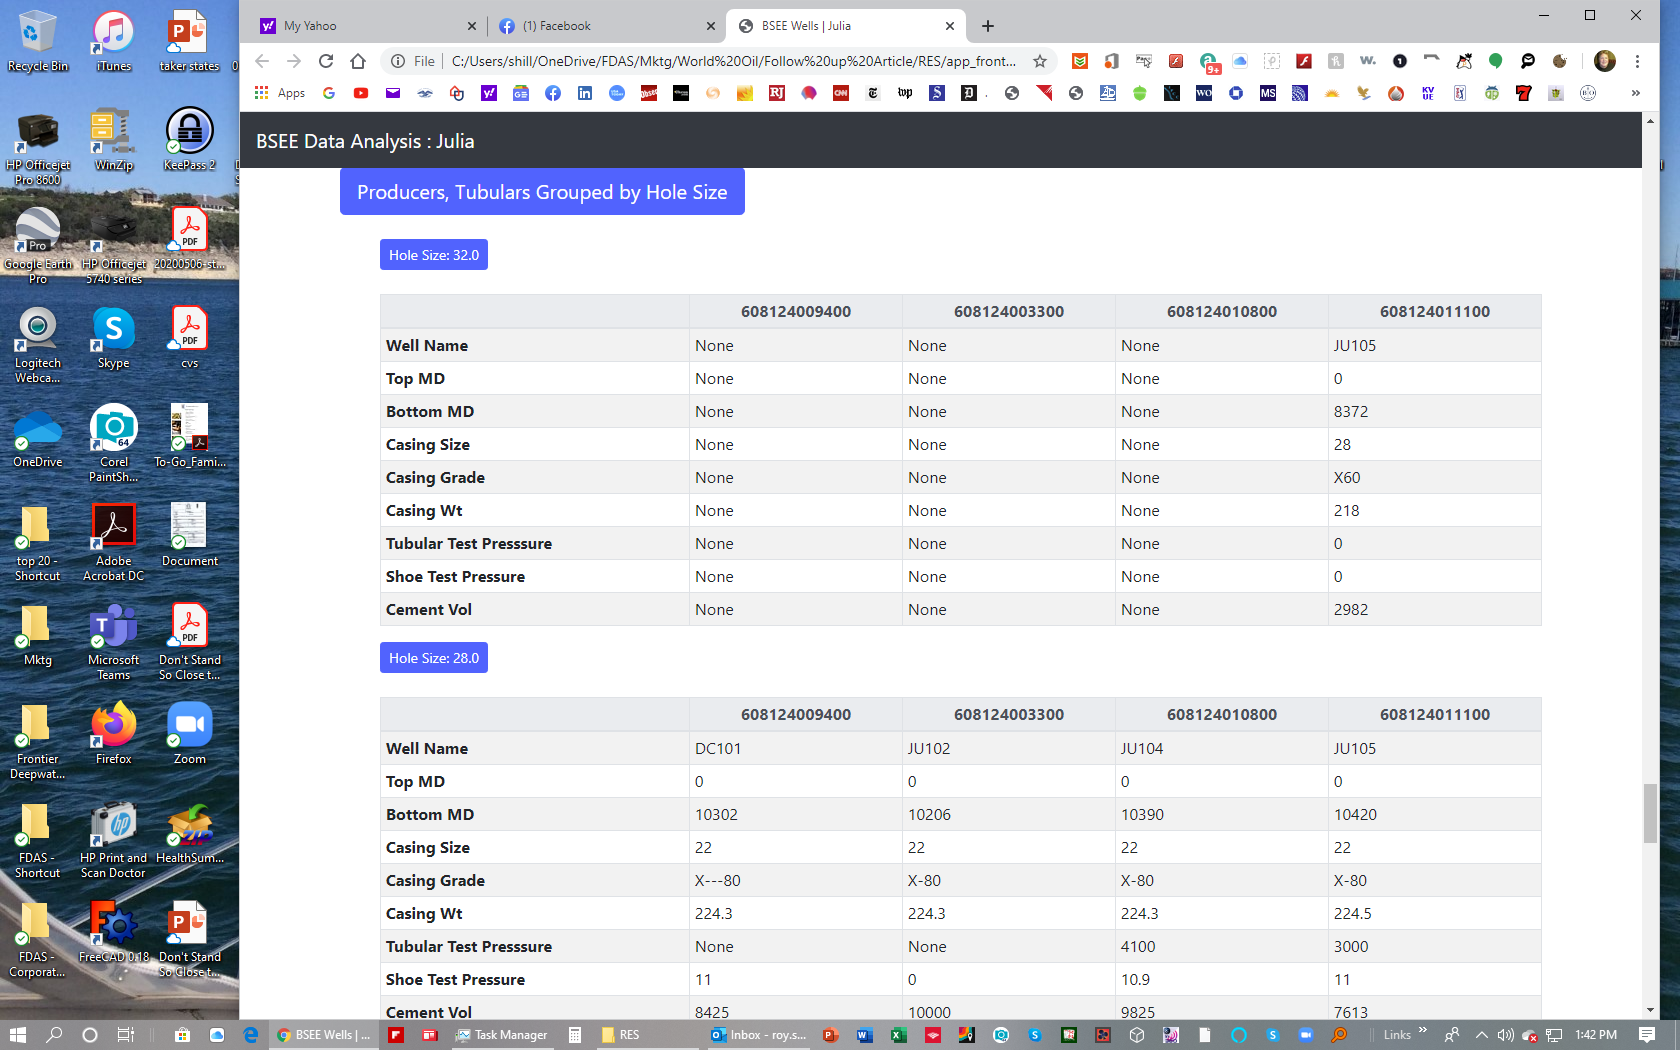 My Yahoo
(1) Facebook
BSEE Wells | Julia
File
C:/Users/shill/OneDrive/FDAS/Mktg/World%20Oil/Follow%20up%20Article/RES/app_front...
9+
Apps
BSEE Data Analysis : Julia
Producers, Tubulars Grouped by Hole Size
Hole Size: 32.0
608124009400 608124003300 608124010800 608124011100
Well Name None None None JU105
Top MD None None None 0
Bottom MD None None None 8372
Casing Size None None None 28
Casing Grade None None None X60
Casing Wt None None None 218
Tubular Test Presssure None None None 0
Shoe Test Pressure None None None 0
Cement Vol None None None 2982
Hole Size: 28.0
608124009400 608124003300 608124010800 608124011100
Well Name DC101 JU102 JU104 JU105
Top MD 0 0 0 0
Bottom MD 10302 10206 10390 10420
Casing Size 22 22 22 22
Casing Grade X---80 X-80 X-80 X-80
Casing Wt 224.3 224.3 224.3 224.5
Tubular Test Presssure None None 4100 3000
Shoe Test Pressure 11 0 10.9 11
Cement Vol 8425 10000 9825 7613
Recycle Bin
iTunes
taker states
HP Officejet
Pro 8600
WinZip
KeePass 2
Google Earth
Pro
HP Officejet
5740 series
20200506-st...
Logitech
Webca...
Skype
cvs
OneDrive
Corel
PaintSh...
To-Go_Fami...
top 20 -
Shortcut
Adobe
Acrobat DC
Document
Mktg
Microsoft
Teams
Don't Stand
So Close t...
Frontier
Deepwat...
Firefox
Zoom
FDAS -
Shortcut
HP Print and
Scan Doctor
HealthSum...
FDAS -
Corporat...
FreeCAD 0.18
Don't Stand
So Close t...
BSEE Wells | ...
Task Manager
RES
Inbox - roy.s...
Links
1:42 PM